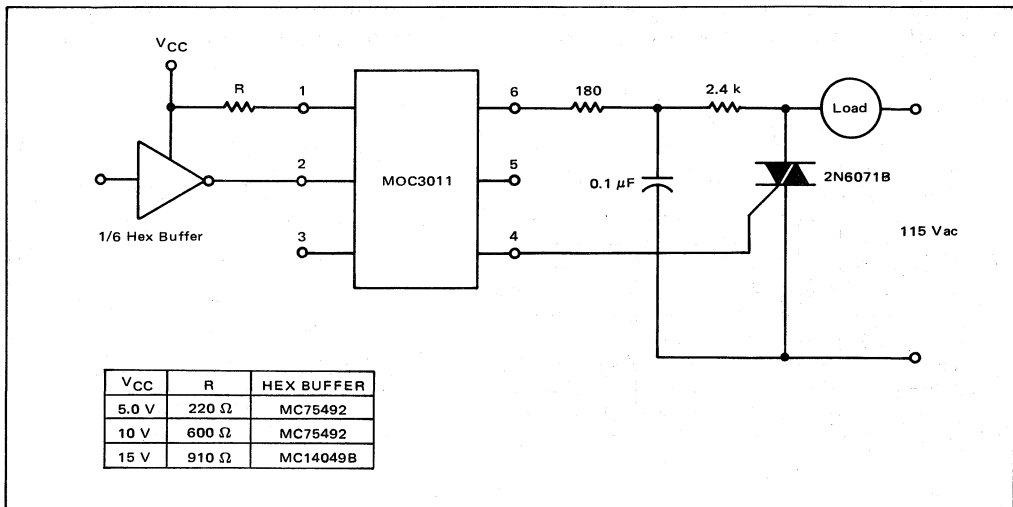 VCC
R
1
2
3
MOC3011
6
5
4
180
2.4 k
Load
0.1 μF
2N6071B
115 Vac
1/6 Hex Buffer
VCC R HEX BUFFER
5.0 V 220 Ω MC75492
10 V 600 Ω MC75492
15 V 910 Ω MC14049B